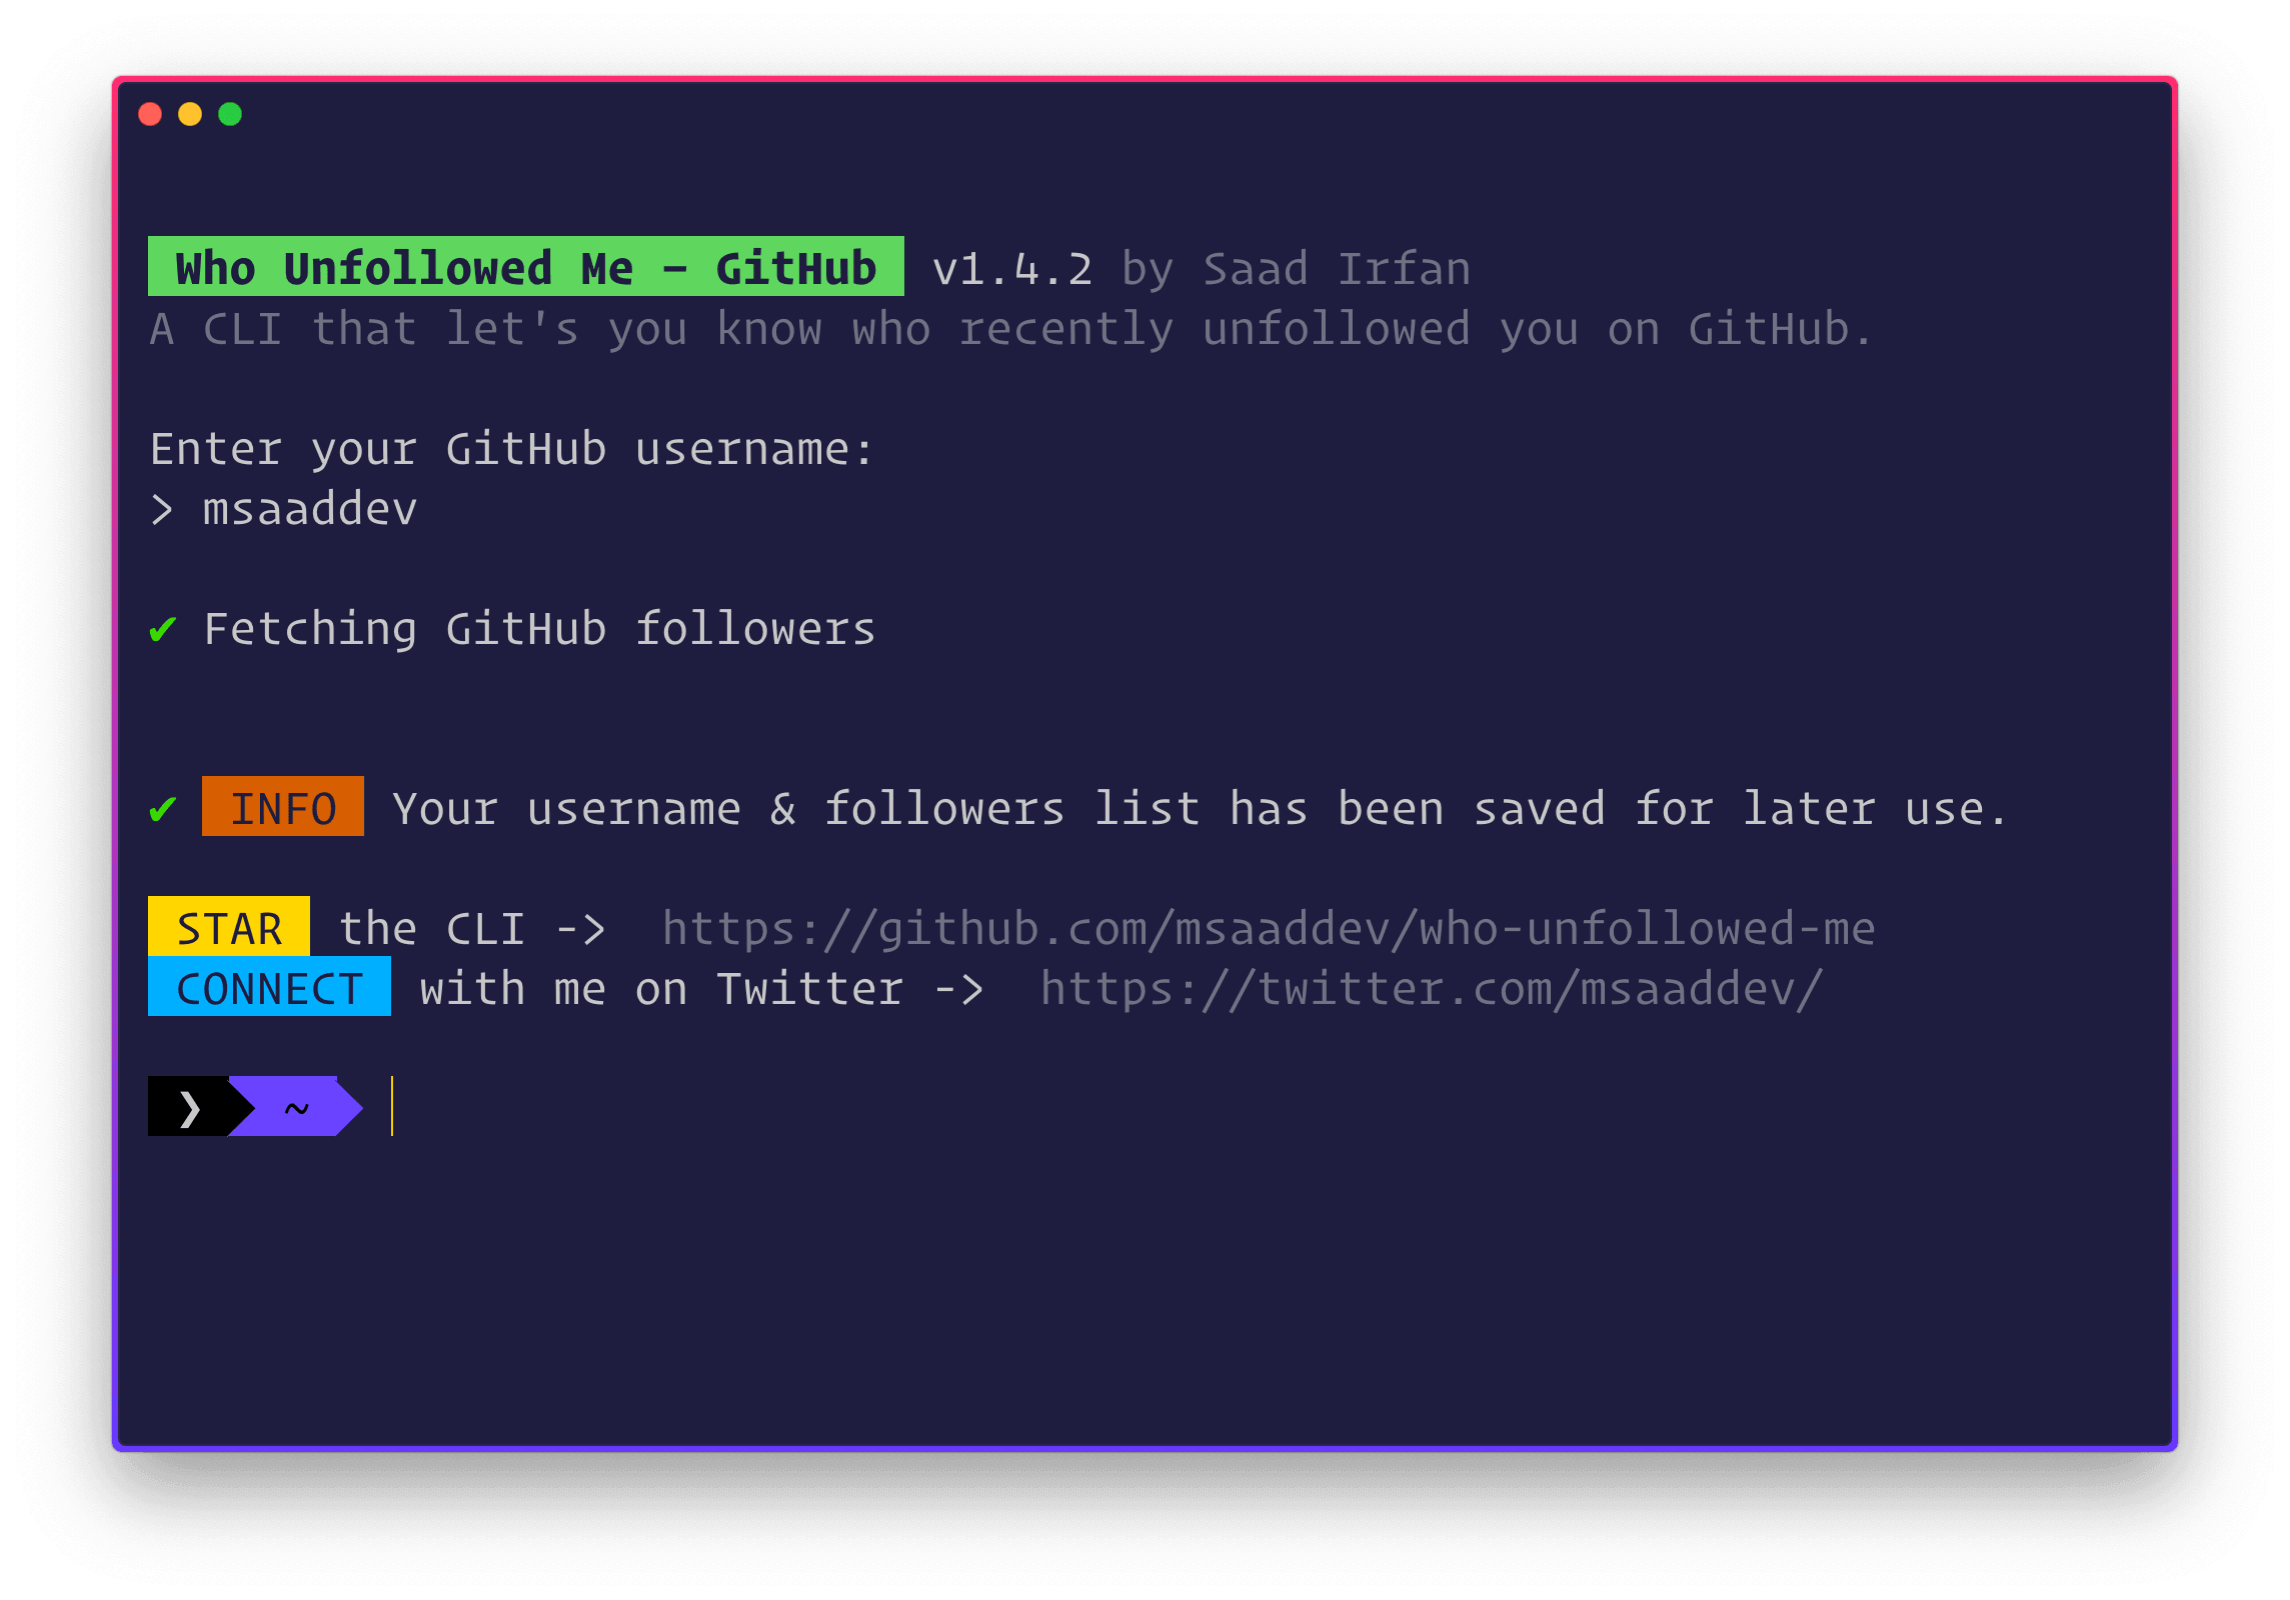 Who Unfollowed Me - GitHub v1.4.2 by Saad Irfan
A CLI that let's you know who recently unfollowed you on GitHub.
Enter your GitHub username:
> msaaddev
✔ Fetching GitHub followers
✔ INFO Your username & followers list has been saved for later use.
STAR the CLI -> https://github.com/msaaddev/who-unfollowed-me
CONNECT with me on Twitter -> https://twitter.com/msaaddev/
❯ ~